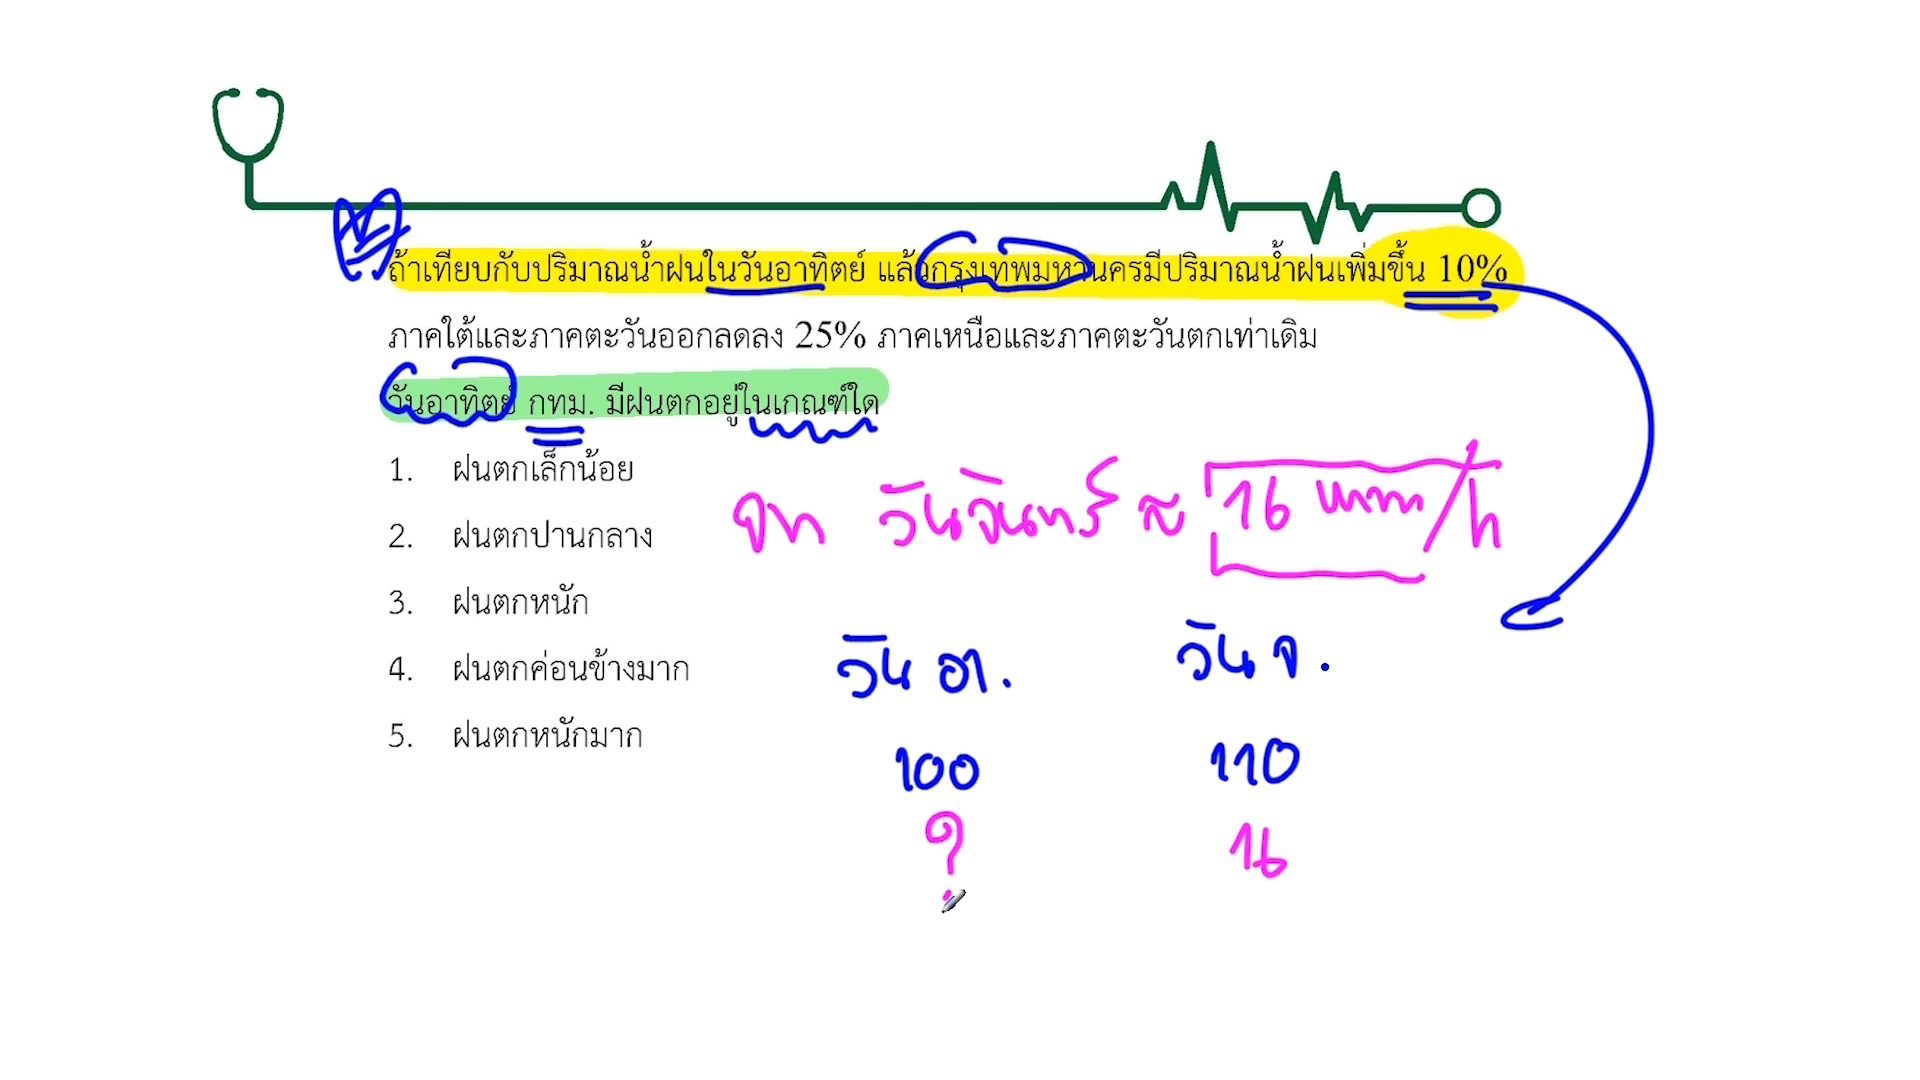 ถ้าเทียบกับปริมาณน้ำฝนในวันอาทิตย์ แล้วกรุงเทพมหานครมีปริมาณน้ำฝนเพิ่มขึ้น 10%
ภาคใต้และภาคตะวันออกลดลง 25% ภาคเหนือและภาคตะวันตกเท่าเดิม
วันอาทิตย์ กทม. มีฝนตกอยู่ในเกณฑ์ใด
1. ฝนตกเล็กน้อย
2. ฝนตกปานกลาง
3. ฝนตกหนัก
4. ฝนตกค่อนข้างมาก
5. ฝนตกหนักมาก
วันจันทร์ ≈ 16 mm/h
วัน อา. วัน จ.
100 110
? 16